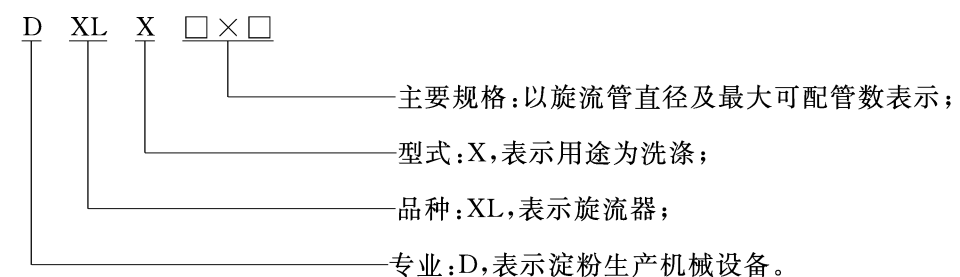 D XL X □×□
主要规格:以旋流管直径及最大可配管数表示;
型式:X,表示用途为洗涤;
品种:XL,表示旋流器;
专业:D,表示淀粉生产机械设备。